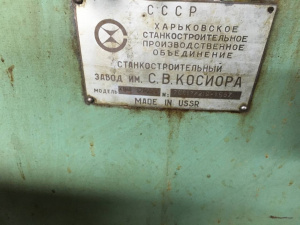 СССР
ХАРЬКОВСКОЕ
СТАНКОСТРОИТЕЛЬНОЕ
ПРОИЗВОДСТВЕННОЕ
ОБЪЕДИНЕНИЕ
СТАНКОСТРОИТЕЛЬНЫЙ
ЗАВОД ИМ. С.В.КОСИОРА
МОДЕЛЬ
MADE IN USSR